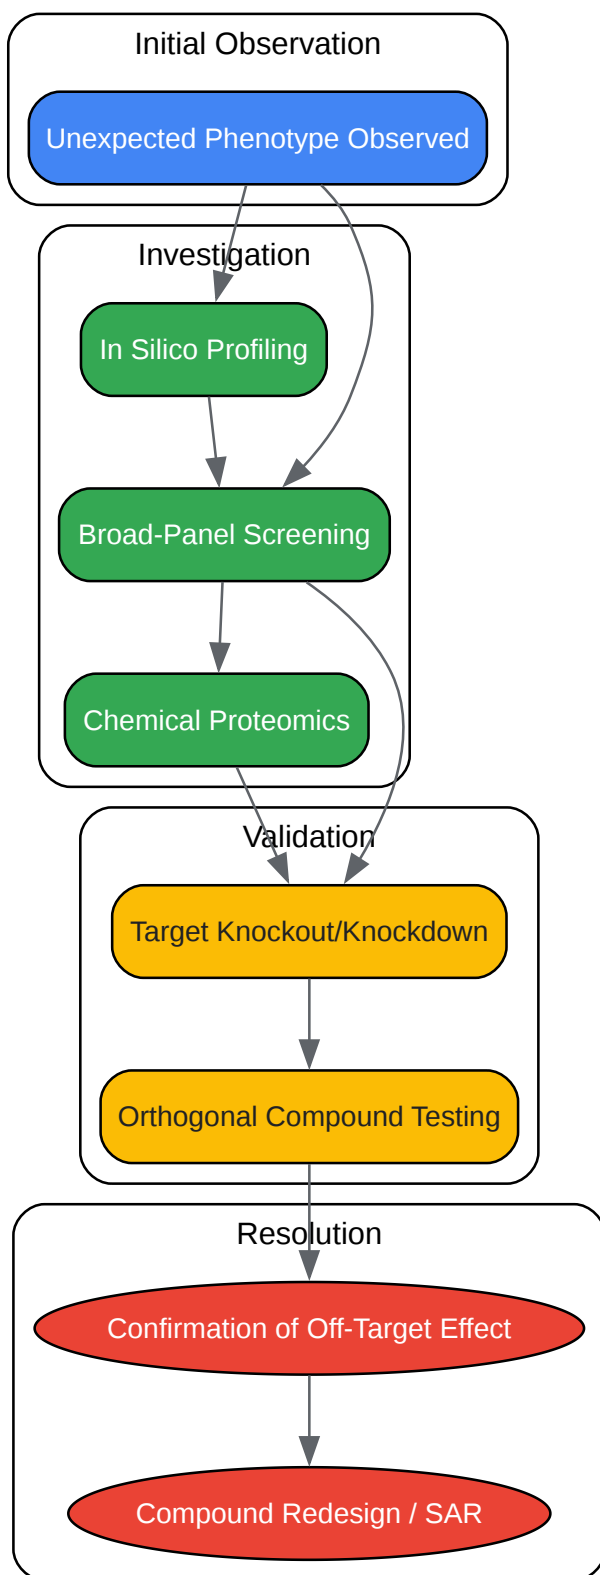 Initial Observation
Unexpected Phenotype Observed
Investigation
In Silico Profiling
Broad-Panel Screening
Chemical Proteomics
Validation
Target Knockout/Knockdown
Orthogonal Compound Testing
Resolution
Confirmation of Off-Target Effect
Compound Redesign / SAR